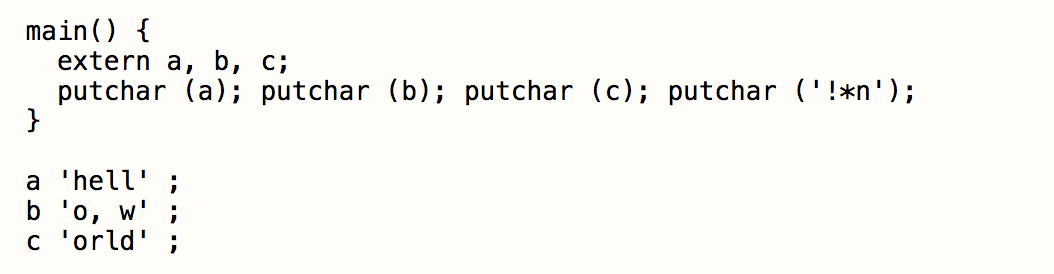 main() {
  extern a, b, c;
  putchar (a); putchar (b); putchar (c); putchar ('!*n');
}

a 'hell' ;
b 'o, w' ;
c 'orld' ;